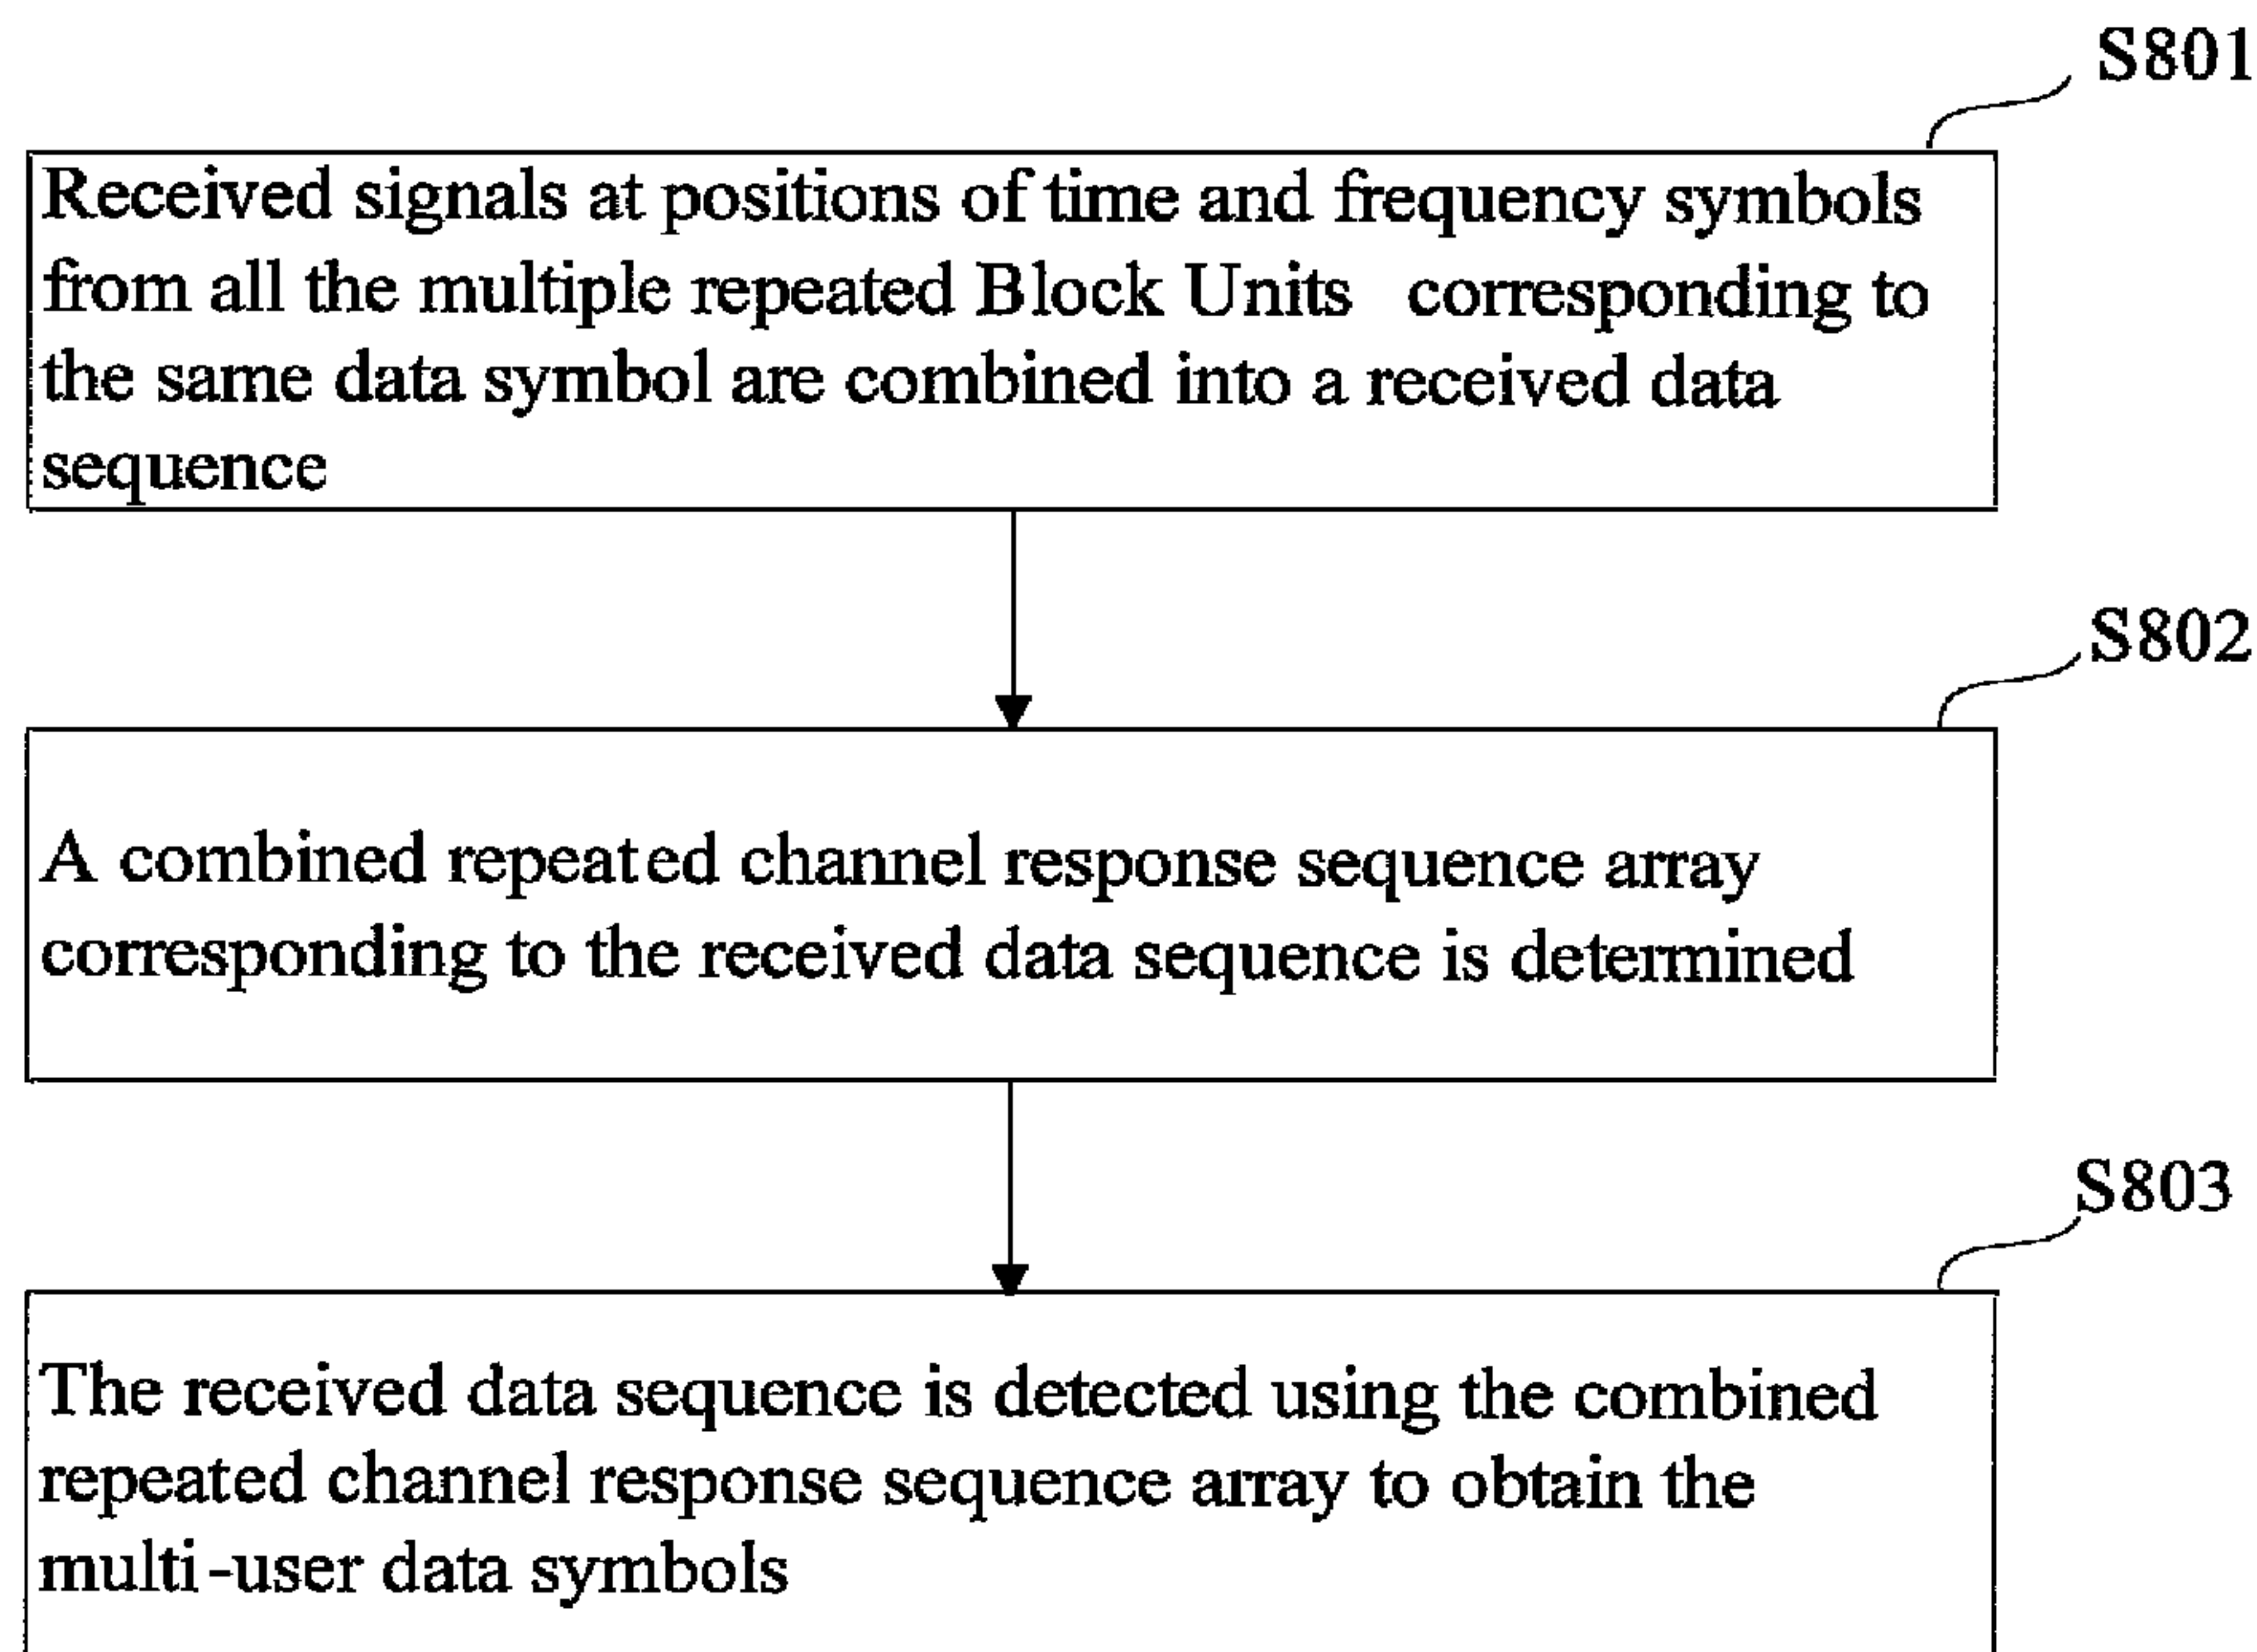 S801
Received signals at positions of time and frequency symbols
from all the multiple repeated Block Units corresponding to
the same data symbol are combined into a received data
sequence
S802
A combined repeated channel response sequence array
corresponding to the received data sequence is determined
S803
The received data sequence is detected using the combined
repeated channel response sequence array to obtain the
multi-user data symbols